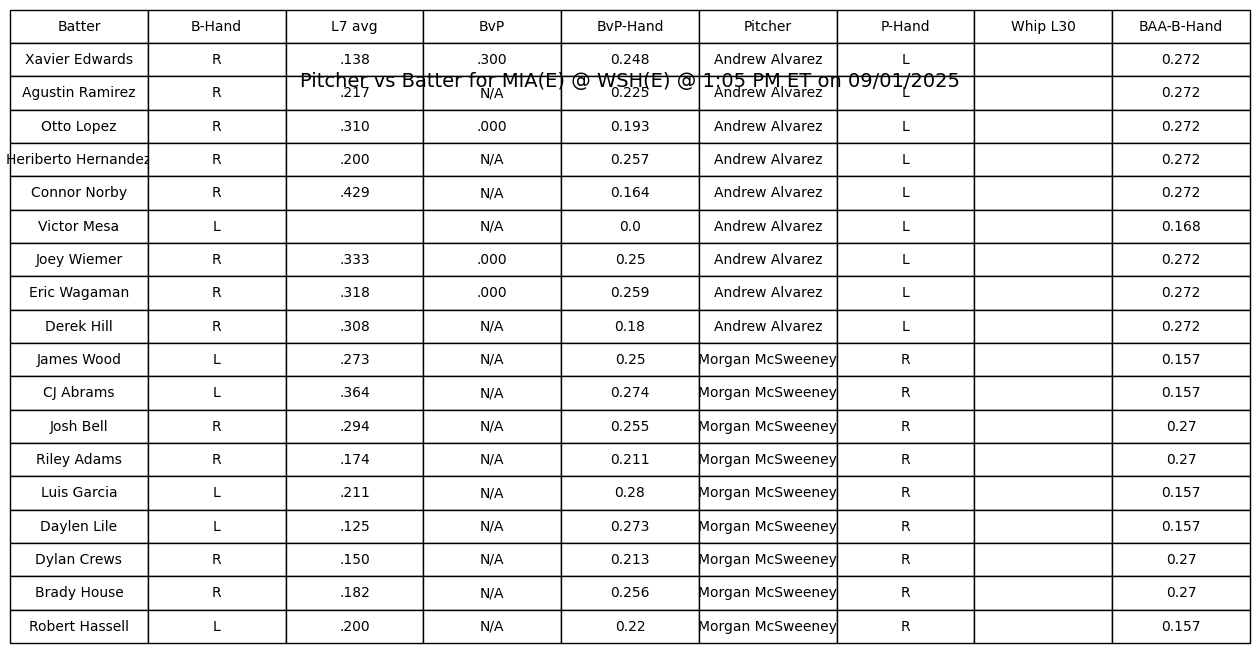 Batter B-Hand L7 avg BvP BvP-Hand Pitcher P-Hand Whip L30 BAA-B-Hand
Xavier Edwards R .138 .300 0.248 Andrew Alvarez L 0.272
Pitcher vs Batter for MIA(E) @ WSH(E) @ 1:05 PM ET on 09/01/2025
Agustin Ramirez R .217 N/A 0.225 Andrew Alvarez L 0.272
Otto Lopez R .310 .000 0.193 Andrew Alvarez L 0.272
Heriberto Hernandez R .200 N/A 0.257 Andrew Alvarez L 0.272
Connor Norby R .429 N/A 0.164 Andrew Alvarez L 0.272
Victor Mesa L N/A 0.0 Andrew Alvarez L 0.168
Joey Wiemer R .333 .000 0.25 Andrew Alvarez L 0.272
Eric Wagaman R .318 .000 0.259 Andrew Alvarez L 0.272
Derek Hill R .308 N/A 0.18 Andrew Alvarez L 0.272
James Wood L .273 N/A 0.25 Morgan McSweeney R 0.157
CJ Abrams L .364 N/A 0.274 Morgan McSweeney R 0.157
Josh Bell R .294 N/A 0.255 Morgan McSweeney R 0.27
Riley Adams R .174 N/A 0.211 Morgan McSweeney R 0.27
Luis Garcia L .211 N/A 0.28 Morgan McSweeney R 0.157
Daylen Lile L .125 N/A 0.273 Morgan McSweeney R 0.157
Dylan Crews R .150 N/A 0.213 Morgan McSweeney R 0.27
Brady House R .182 N/A 0.256 Morgan McSweeney R 0.27
Robert Hassell L .200 N/A 0.22 Morgan McSweeney R 0.157